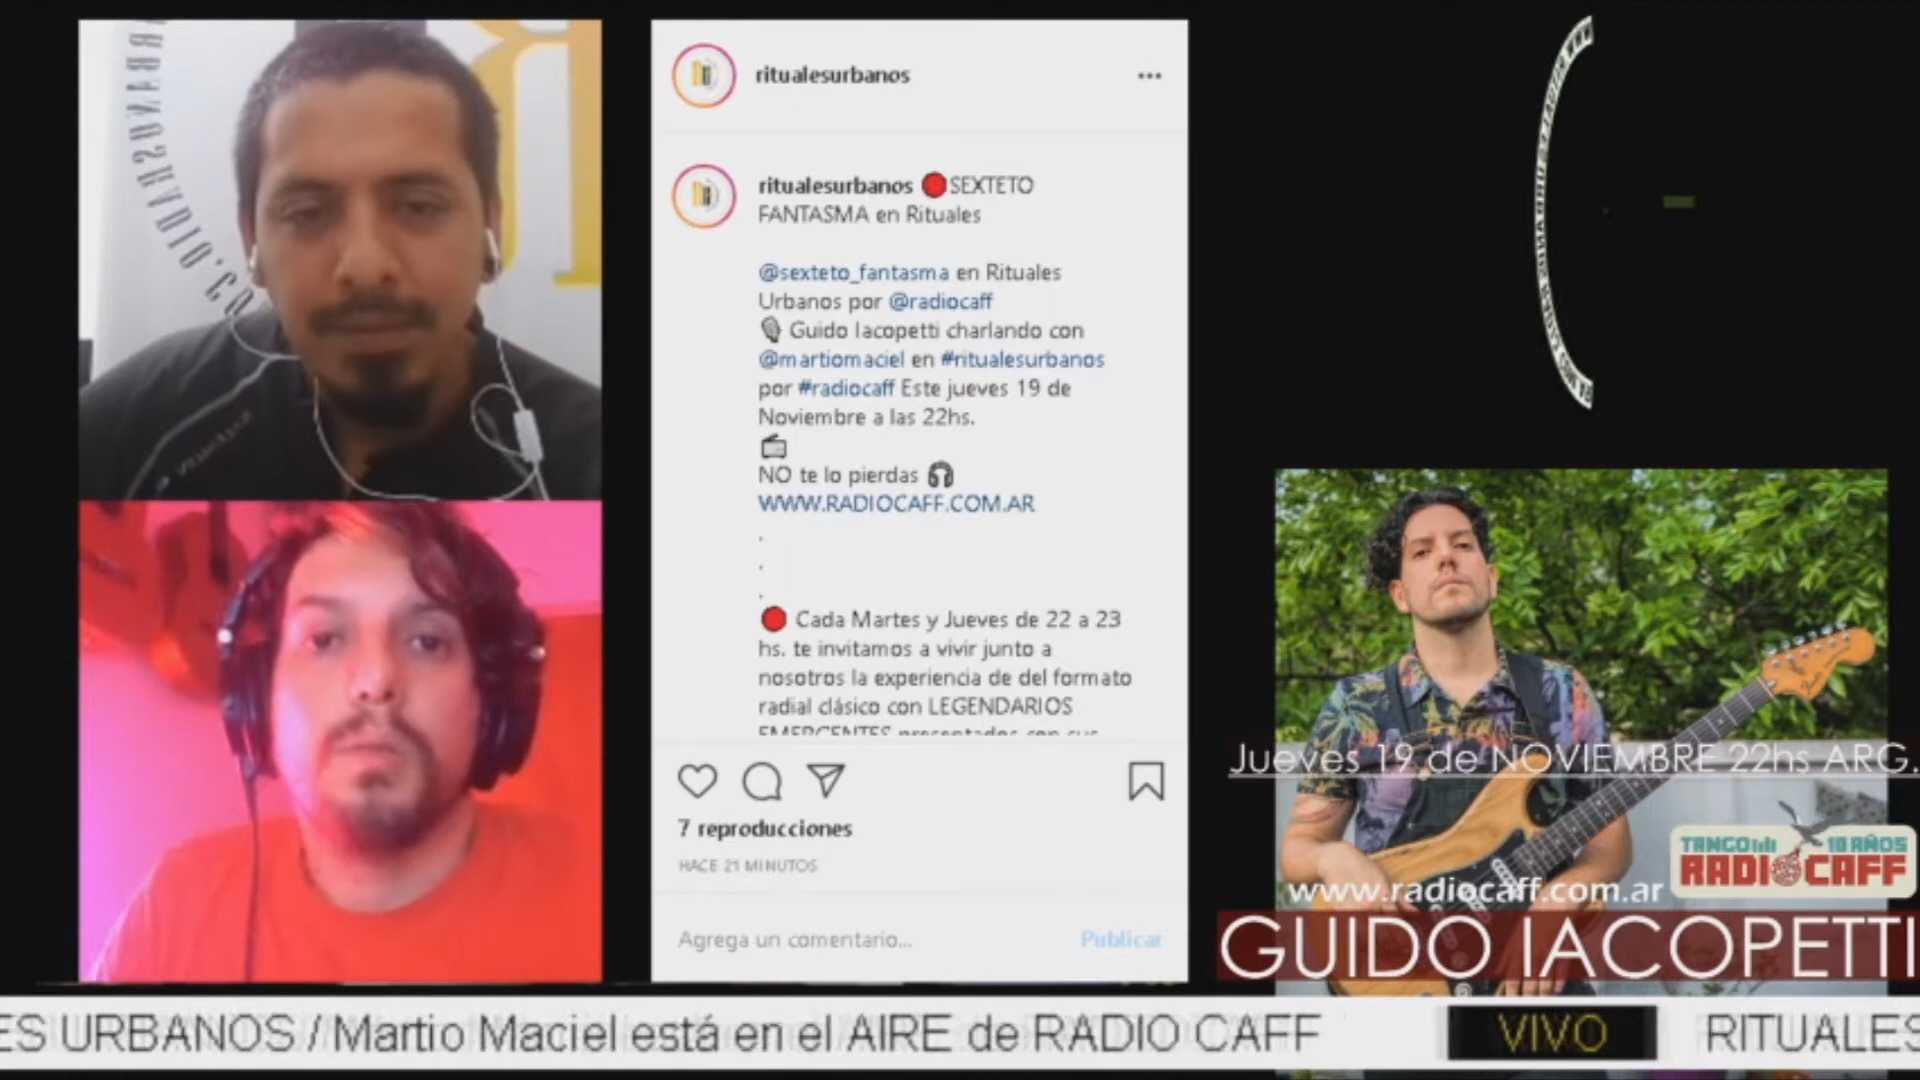 ritualesurbanos
ritualesurbanos 🔴SEXTETO
FANTASMA en Rituales
@sexteto_fantasma en Rituales
Urbanos por @radiocaff
🎙 Guido Iacopetti charlando con
@martiomaciel en #ritualesurbanos
por #radiocaff Este jueves 19 de
Noviembre a las 22hs.
📻
NO te lo pierdas 🎧
WWW.RADIOCAFF.COM.AR
.
.
.
🔴 Cada Martes y Jueves de 22 a 23
hs. te invitamos a vivir junto a
nosotros la experiencia de del formato
radial clásico con LEGENDARIOS
7 reproducciones
HACE 21 MINUTOS
Agrega un comentario...
Publicar
Jueves 19 de NOVIEMBRE 22hs ARG.
TANGO 10 AÑOS
RADIOCAFF
www.radiocaff.com.ar
GUIDO IACOPETTI
ES URBANOS / Martio Maciel está en el AIRE de RADIO CAFF
VIVO
RITUALES